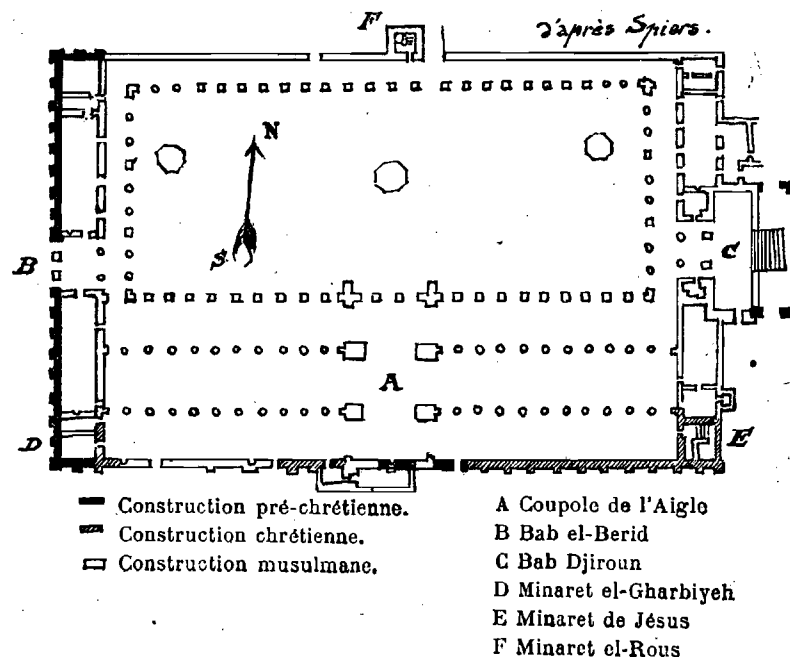 F
d'après Spiers.
N
S.
B
C
A
D
E
Construction pré-chrétienne.
Construction chrétienne.
Construction musulmane.
A Coupole de l'Aigle
B Bab el-Berid
C Bab Djiroun
D Minaret el-Gharbiyeh
E Minaret de Jésus
F Minaret el-Rous